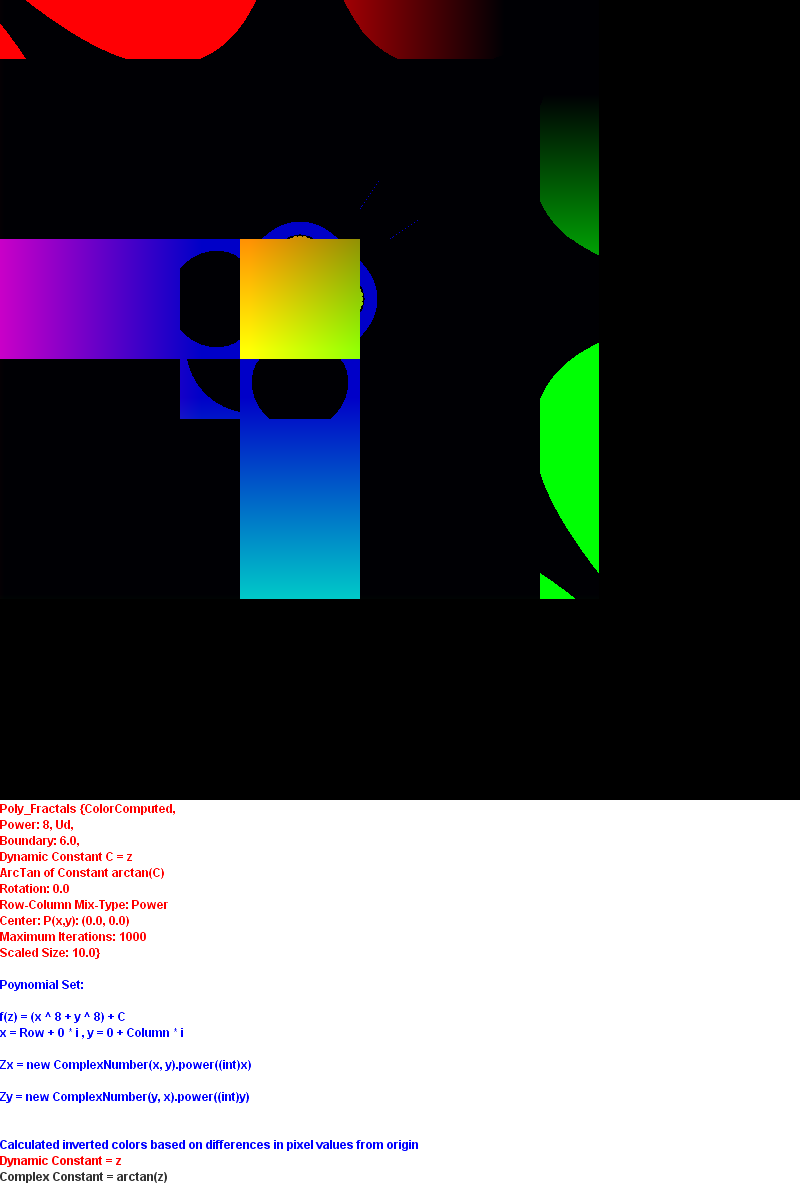 Poly_Fractals {ColorComputed,
Power: 8, Ud,
Boundary: 6.0,
Dynamic Constant C = z
ArcTan of Constant arctan(C)
Rotation: 0.0
Row-Column Mix-Type: Power
Center: P(x,y): (0.0, 0.0)
Maximum Iterations: 1000
Scaled Size: 10.0}
Poynomial Set:
f(z) = (x ^ 8 + y ^ 8) + C
x = Row + 0 * i , y = 0 + Column * i
Zx = new ComplexNumber(x, y).power((int)x)
Zy = new ComplexNumber(y, x).power((int)y)
Calculated inverted colors based on differences in pixel values from origin
Dynamic Constant = z
Complex Constant = arctan(z)